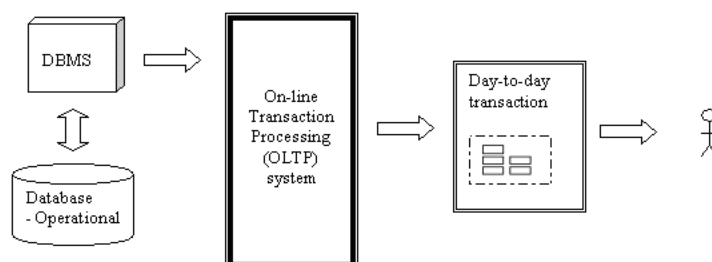 DBMS
Database
- Operational
On-line
Transaction
Processing
(OLTP)
system
Day-to-day
transaction